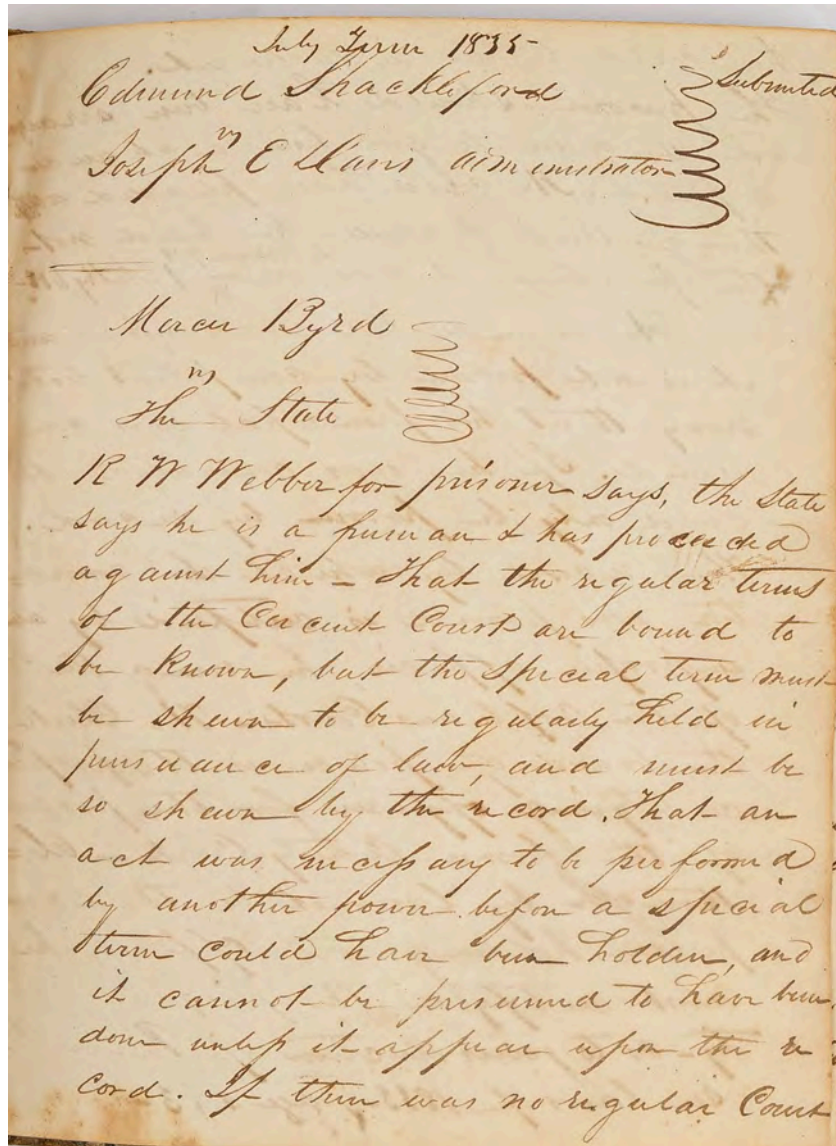 July Term 1835
Edmund Shackleford
Submitted
vs
Joseph E Davis administrator
Mercer Byrd
vs
The State
R W Webber for prisoner says, the State
says he is a freeman & has proceeded
against him – That the regular terms
of the Circuit Court are bound to
be known, but the special term must
be shewn to be regularly held in
pursuance of law, and must be
so shewn by the record. That an
act was necessary to be performed
by another power before a special
term could have been holden, and
it cannot be presumed to have been
done unless it appear upon the re
cord. If there was no regular Court